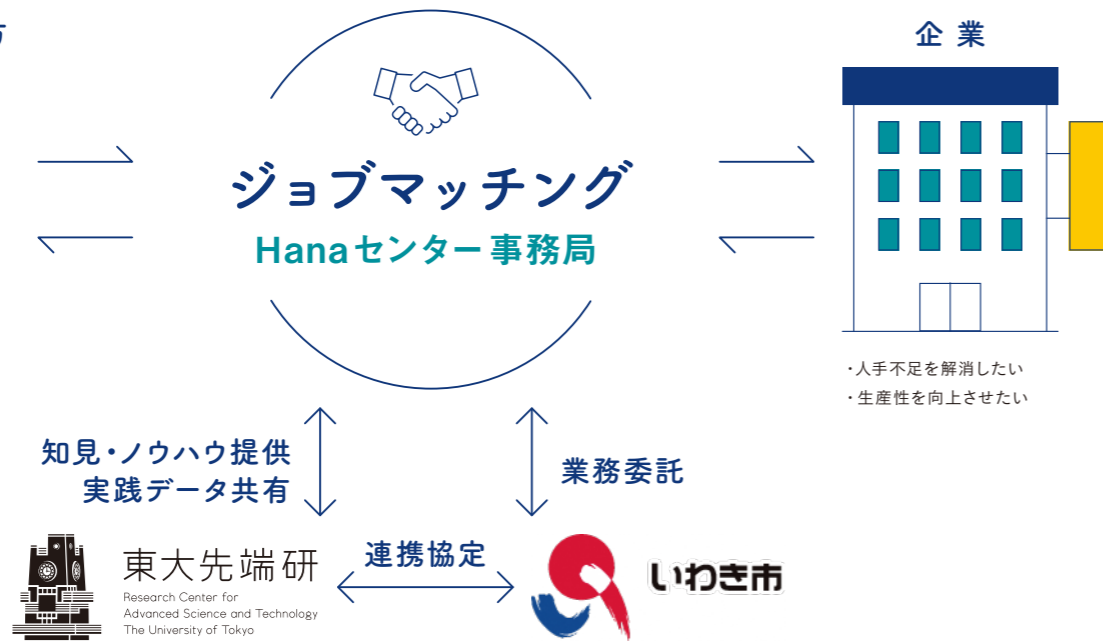 企業
ジョブマッチング
Hanaセンター事務局
・人手不足を解消したい
・生産性を向上させたい
知見・ノウハウ提供
実践データ共有
業務委託
連携協定
東大先端研
Research Center for
Advanced Science and Technology
The University of Tokyo
いわき市